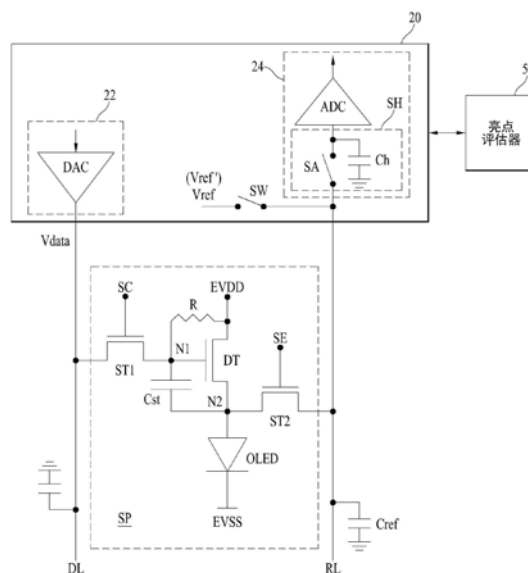 20
24
22
SH
5
ADC
亮点
评估器
DAC
SA
Ch
(Vref')
Vref
SW
Vdata
SC
EVDD
R
SE
N1
DT
ST1
Cst
N2
ST2
OLED
SP
EVSS
Cref
DL
RL